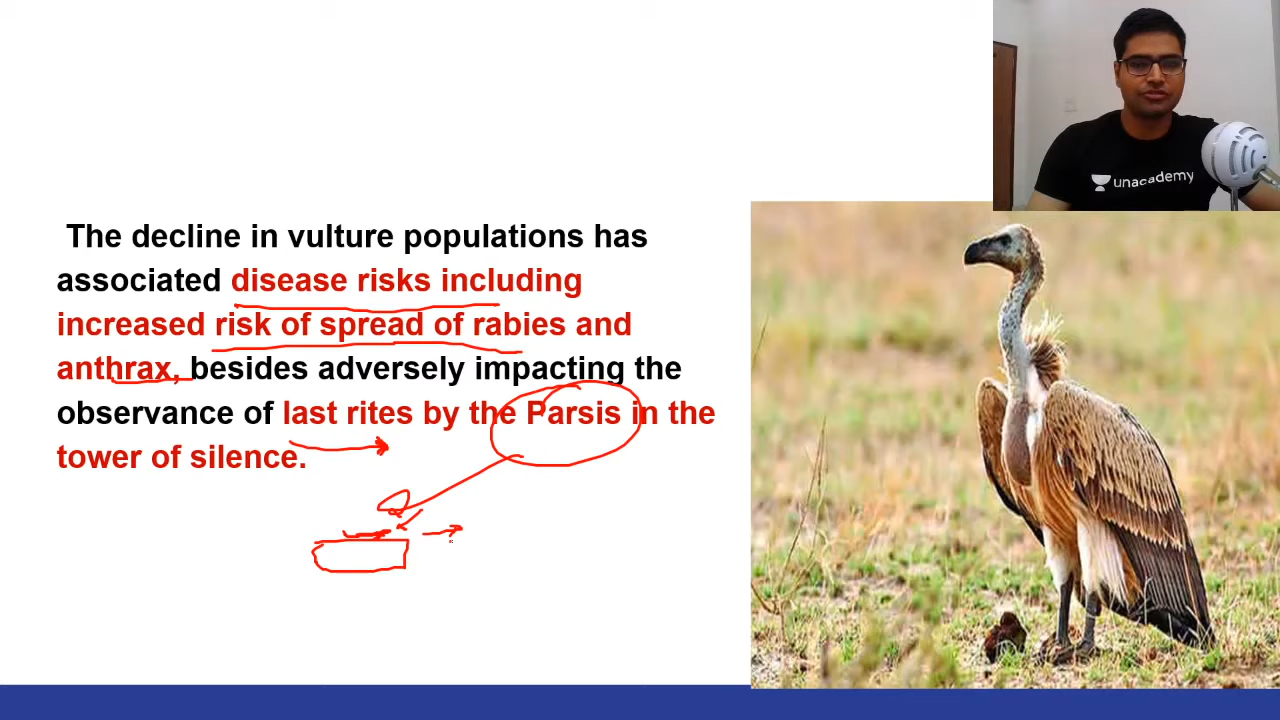 unacademy
The decline in vulture populations has
associated disease risks including
increased risk of spread of rabies and
anthrax, besides adversely impacting the
observance of last rites by the Parsis in the
tower of silence.